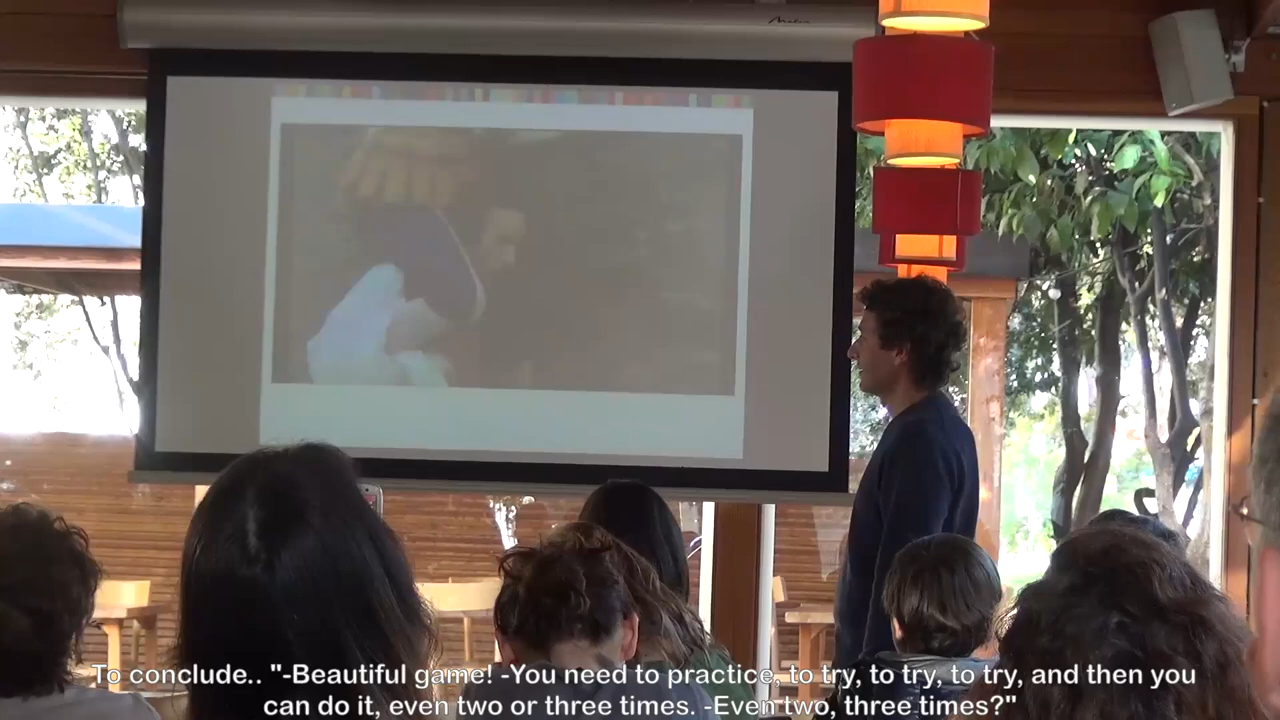 To conclude.. "-Beautiful game! -You need to practice, to try, to try, to try, and then you
can do it, even two or three times. -Even two, three times?"